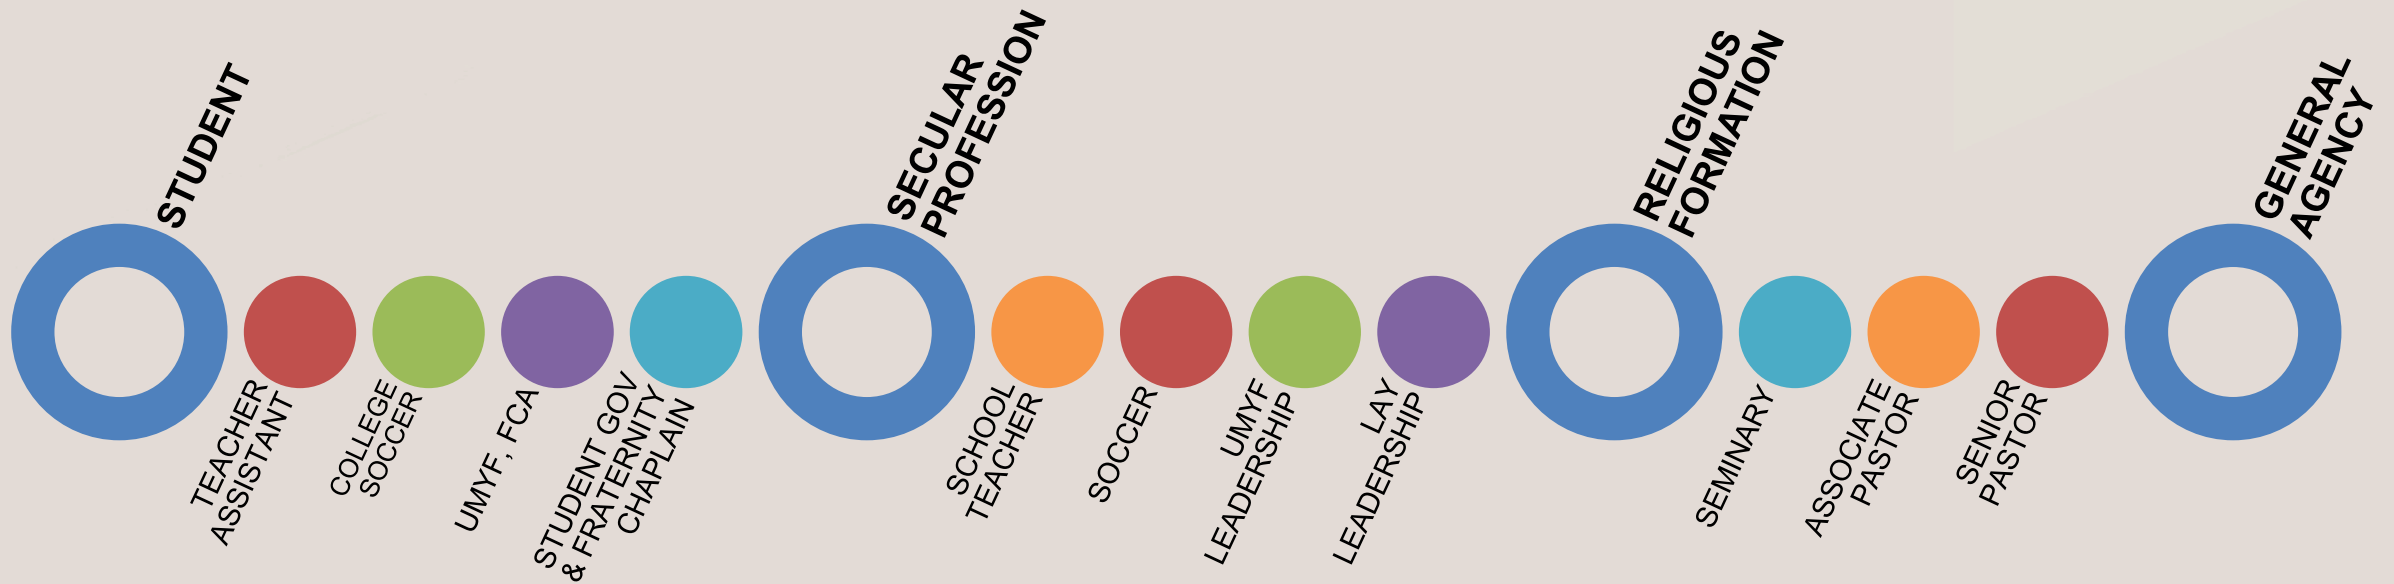 STUDENT
TEACHER
ASSISTANT
COLLEGE
SOCCER
UMYF, FCA
STUDENT GOV
& FRATERNITY
CHAPLAIN
SECULAR
PROFESSION
SCHOOL
TEACHER
SOCCER
UMYF
LEADERSHIP
LAY
LEADERSHIP
RELIGIOUS
FORMATION
SEMINARY
ASSOCIATE
PASTOR
SENIOR
PASTOR
GENERAL
AGENCY